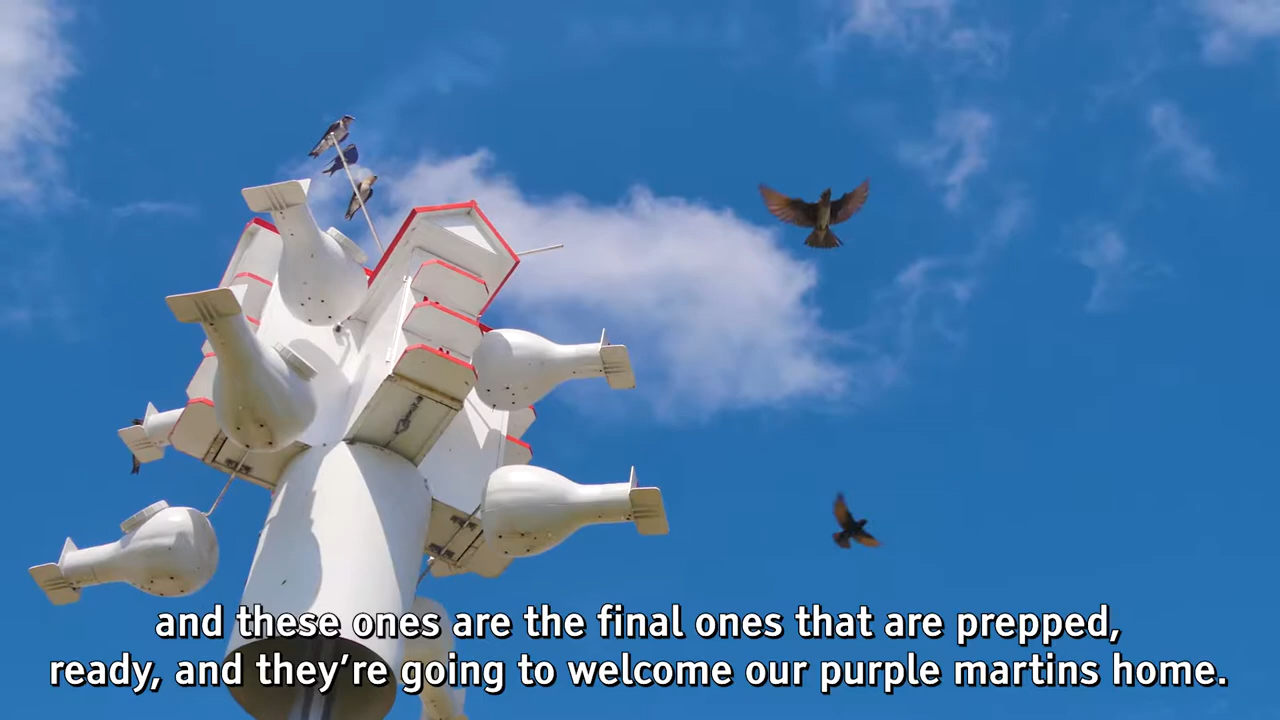 and these ones are the final ones that are prepped,
ready, and they’re going to welcome our purple martins home.